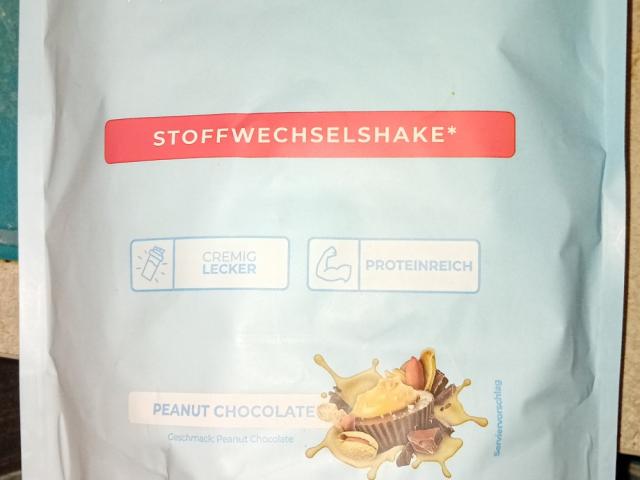 STOFFWECHSELSHAKE*
CREMIG
LECKER
PROTEINREICH
PEANUT CHOCOLATE
Geschmack: Peanut Chocolate
Serviervorschlag